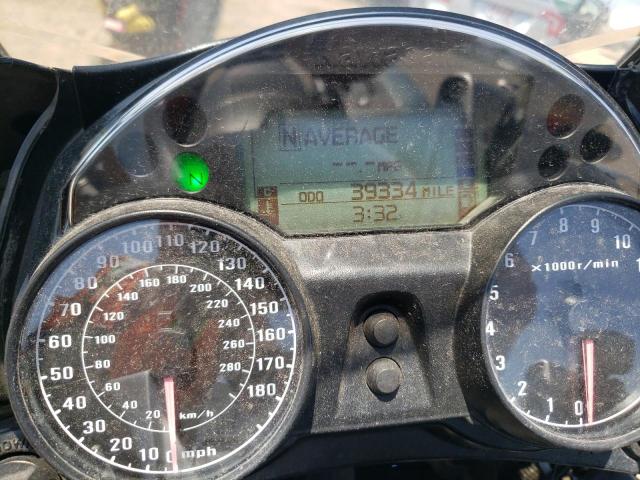 N AVERAGE
--.-MPG
ODO 39334 MILE
3:32
N
0 10 20 30 40 50 60 70 80 90 100 110 120 130 140 150 160 170 180
mph
20 40 60 80 100 120 140 160 180 200 220 240 260 280
km/h
0 1 2 3 4 5 6 7 8 9 10
×1000r/min